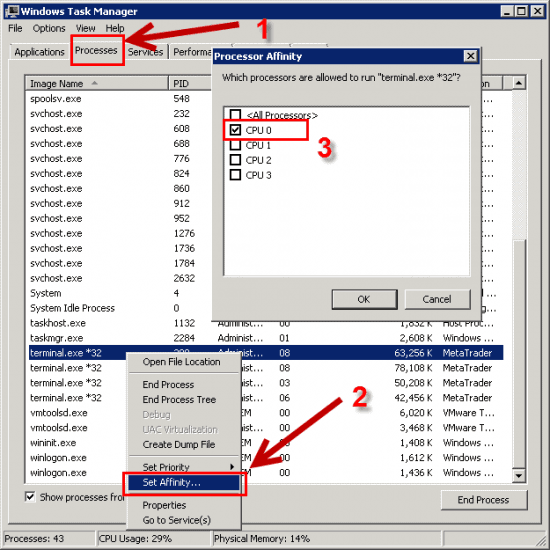 Windows Task Manager
1
File Options View Help
Applications Processes Services Performa
Image Name PID
spoolsv.exe 548
svchost.exe 292
svchost.exe 232
svchost.exe 608
svchost.exe 688
svchost.exe 776
svchost.exe 824
svchost.exe 860
svchost.exe 912
svchost.exe 952
svchost.exe 1276
svchost.exe 1736
svchost.exe 1784
svchost.exe 2632
System 4
System Idle Process 0
taskhost.exe 1132 Administ... 00 1,832 K Host Proc...
taskmgr.exe 2284 Administ... 01 2,608 K Windows ...
terminal.exe *32 Administ... 08 63,256 K MetaTrader
terminal.exe *32 08 78,108 K MetaTrader
terminal.exe *32 03 50,208 K MetaTrader
terminal.exe *32 06 42,456 K MetaTrader
vmtoolsd.exe EM 00 6,020 K VMware T...
vmtoolsd.exe 00 3,468 K VMware T...
wininit.exe EM 00 1,408 K Windows ...
winlogon.exe EM 00 1,612 K Windows ...
winlogon.exe 00 1,436 K Windows ...
Processor Affinity
Which processors are allowed to run "terminal.exe *32"?
<All Processors>
CPU 0
CPU 1
CPU 2
CPU 3
3
OK Cancel
Open File Location
End Process
End Process Tree
Debug
UAC Virtualization
Create Dump File
Set Priority
Set Affinity...
Properties
Go to Service(s)
2
Show processes from
End Process
Processes: 43 CPU Usage: 29% Physical Memory: 14%